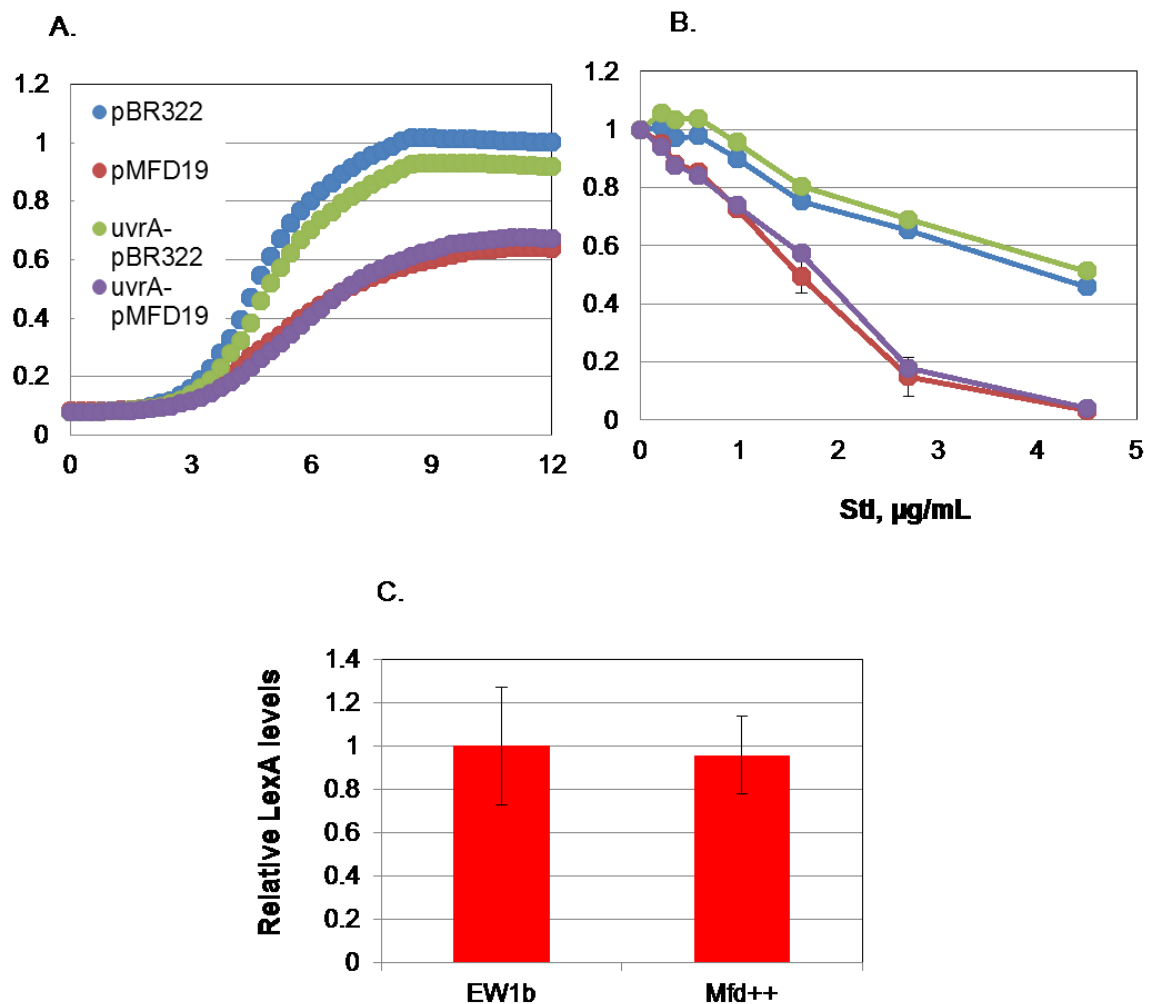 A.
1.2
1
0.8
0.6
0.4
0.2
0
0
3
6
9
12
pBR322
pMFD19
uvrA-
pBR322
uvrA-
pMFD19
B.
1.2
1
0.8
0.6
0.4
0.2
0
0
1
2
3
4
5
Stl, µg/mL
C.
Relative LexA levels
1.4
1.2
1
0.8
0.6
0.4
0.2
0
EW1b
Mfd++